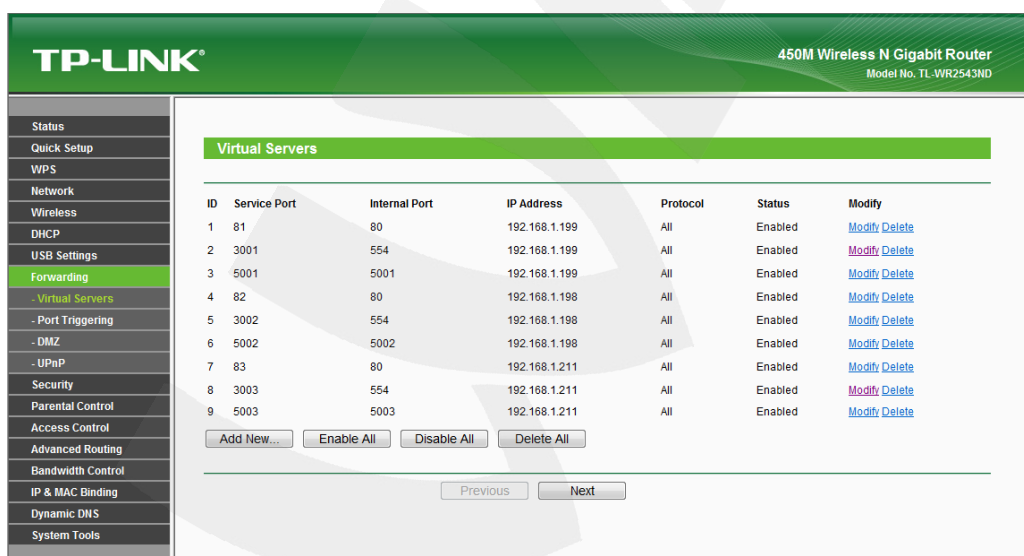 TP-LINK®
450M Wireless N Gigabit Router
Model No. TL-WR2543ND
Status
Quick Setup
WPS
Network
Wireless
DHCP
USB Settings
Forwarding
- Virtual Servers
- Port Triggering
- DMZ
- UPnP
Security
Parental Control
Access Control
Advanced Routing
Bandwidth Control
IP & MAC Binding
Dynamic DNS
System Tools
Virtual Servers
ID Service Port Internal Port IP Address Protocol Status Modify
1 81 80 192.168.1.199 All Enabled Modify Delete
2 3001 554 192.168.1.199 All Enabled Modify Delete
3 5001 5001 192.168.1.199 All Enabled Modify Delete
4 82 80 192.168.1.198 All Enabled Modify Delete
5 3002 554 192.168.1.198 All Enabled Modify Delete
6 5002 5002 192.168.1.198 All Enabled Modify Delete
7 83 80 192.168.1.211 All Enabled Modify Delete
8 3003 554 192.168.1.211 All Enabled Modify Delete
9 5003 5003 192.168.1.211 All Enabled Modify Delete
Add New... Enable All Disable All Delete All
Previous Next